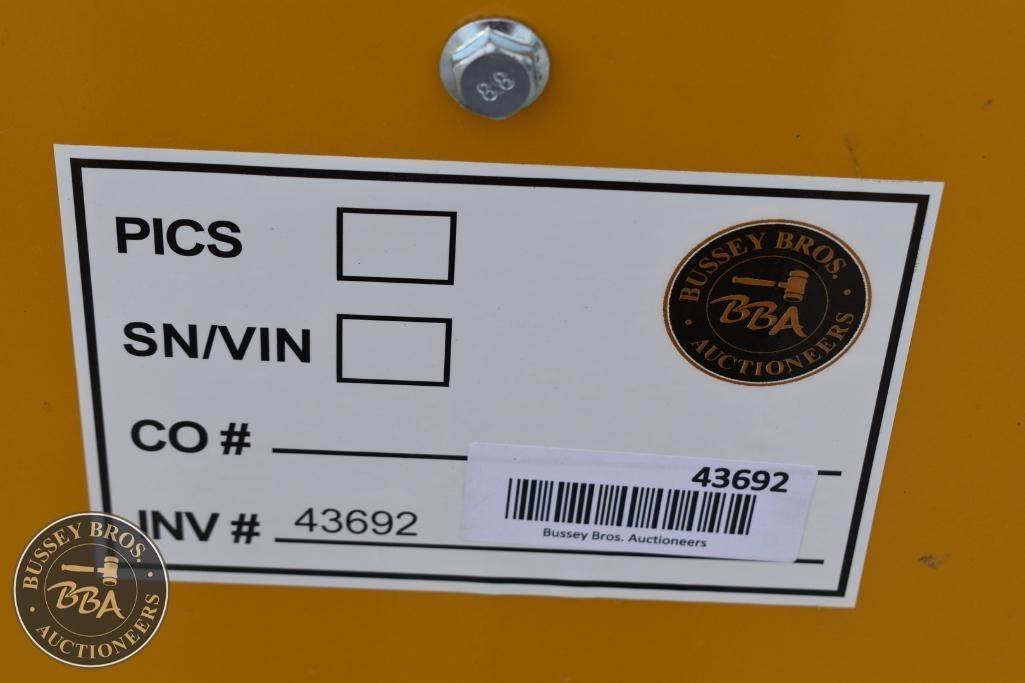 8.8
PICS
BUSSEY BROS.
BBA
AUCTIONEERS
SN/VIN
CO #
43692
INV # 43692
Bussey Bros. Auctioneers
BUSSEY BROS.
BBA
AUCTIONEERS